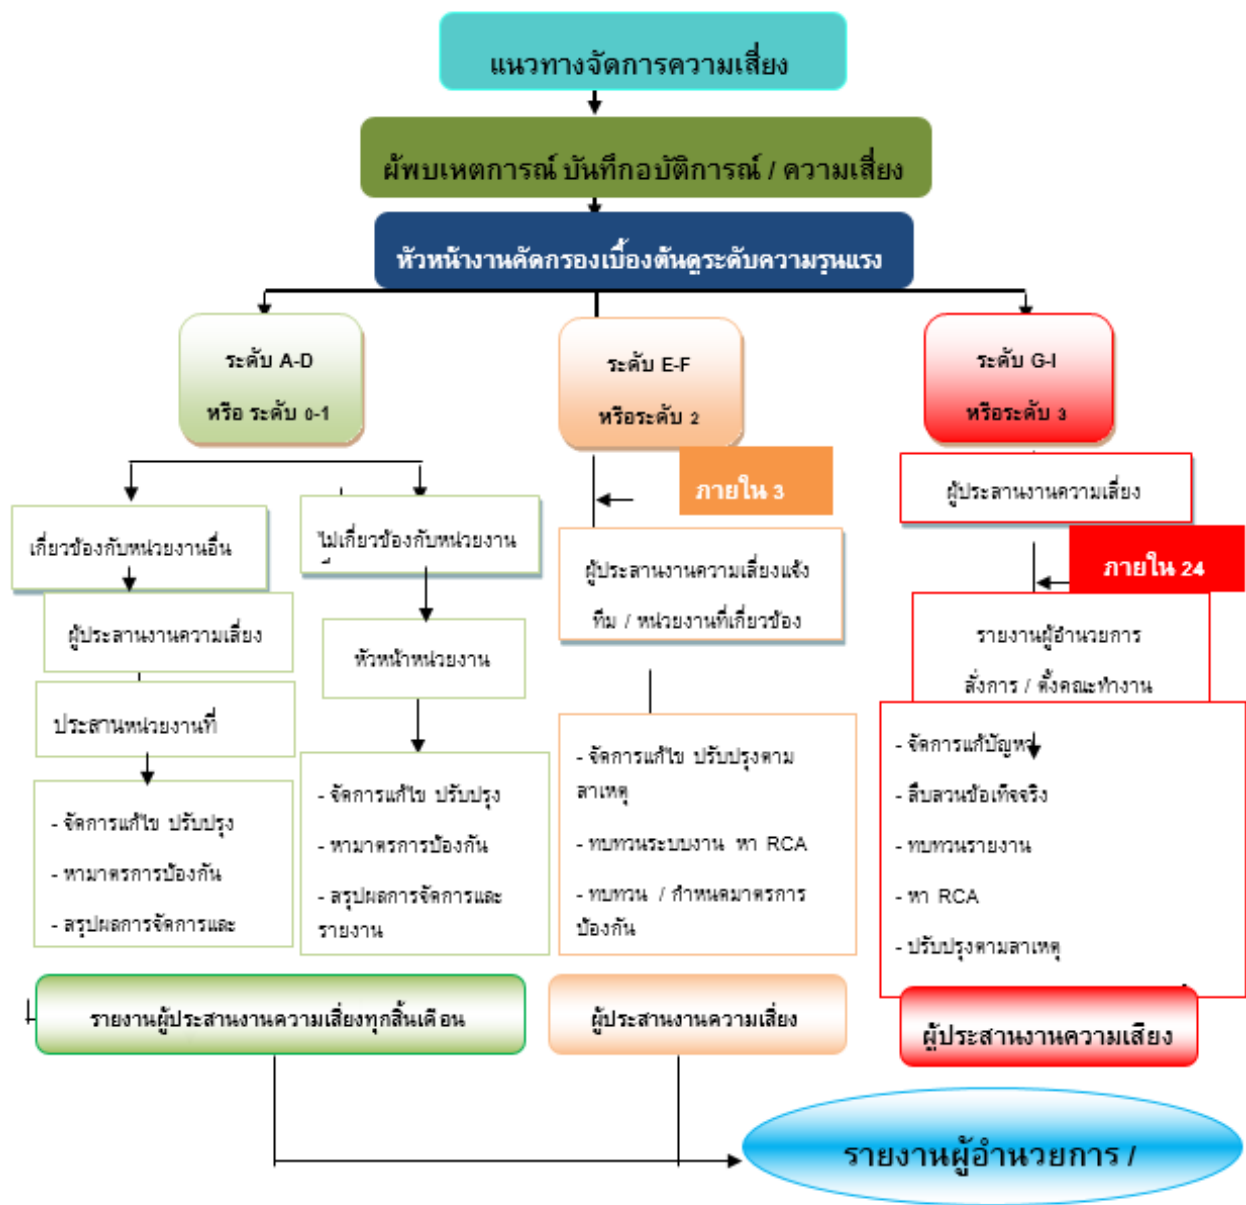 แนวทางจัดการความเสี่ยง
ผู้พบเหตุการณ์ บันทึกอุบัติการณ์ / ความเสี่ยง
หัวหน้างานคัดกรองเบื้องต้นดูระดับความรุนแรง
ระดับ A-D
หรือ ระดับ 0-1
ระดับ E-F
หรือระดับ 2
ระดับ G-I
หรือระดับ 3
ภายใน 3
ผู้ประสานงานความเสี่ยง
ภายใน 24
เกี่ยวข้องกับหน่วยงานอื่น
ไม่เกี่ยวข้องกับหน่วยงาน
ผู้ประสานงานความเสี่ยงแจ้ง
ทีม / หน่วยงานที่เกี่ยวข้อง
ผู้ประสานงานความเสี่ยง
หัวหน้าหน่วยงาน
รายงานผู้อำนวยการ
สั่งการ / ตั้งคณะทำงาน
ประสานหน่วยงานที่
- จัดการแก้ไข ปรับปรุง
- หามาตรการป้องกัน
- สรุปผลการจัดการและ
- จัดการแก้ไข ปรับปรุง
- หามาตรการป้องกัน
- สรุปผลการจัดการและ
รายงาน
- จัดการแก้ไข ปรับปรุงตาม
สาเหตุ
- ทบทวนระบบงาน หา RCA
- ทบทวน / กำหนดมาตรการ
ป้องกัน
- จัดการแก้ปัญหา
- สืบสวนข้อเท็จจริง
- ทบทวนรายงาน
- หา RCA
- ปรับปรุงตามสาเหตุ
รายงานผู้ประสานงานความเสี่ยงทุกสิ้นเดือน
ผู้ประสานงานความเสี่ยง
ผู้ประสานงานความเสี่ยง
รายงานผู้อำนวยการ /